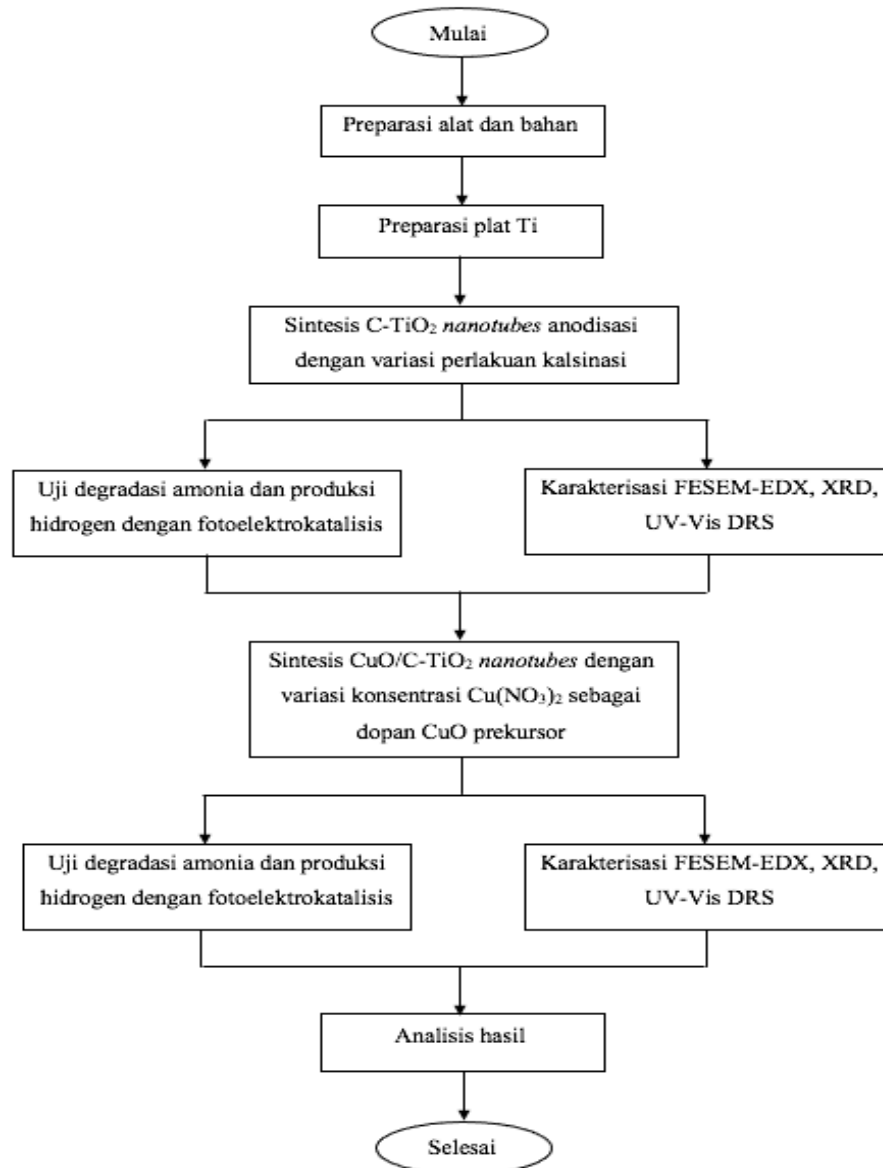 Mulai
Preparasi alat dan bahan
Preparasi plat Ti
Sintesis C-TiO₂ nanotubes anodisasi
dengan variasi perlakuan kalsinasi
Uji degradasi amonia dan produksi
hidrogen dengan fotoelektrokatalisis
Karakterisasi FESEM-EDX, XRD,
UV-Vis DRS
Sintesis CuO/C-TiO₂ nanotubes dengan
variasi konsentrasi Cu(NO₃)₂ sebagai
dopan CuO prekursor
Uji degradasi amonia dan produksi
hidrogen dengan fotoelektrokatalisis
Karakterisasi FESEM-EDX, XRD,
UV-Vis DRS
Analisis hasil
Selesai